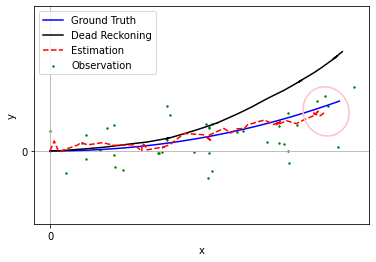 Ground Truth
Dead Reckoning
Estimation
Observation
y
0
0
x